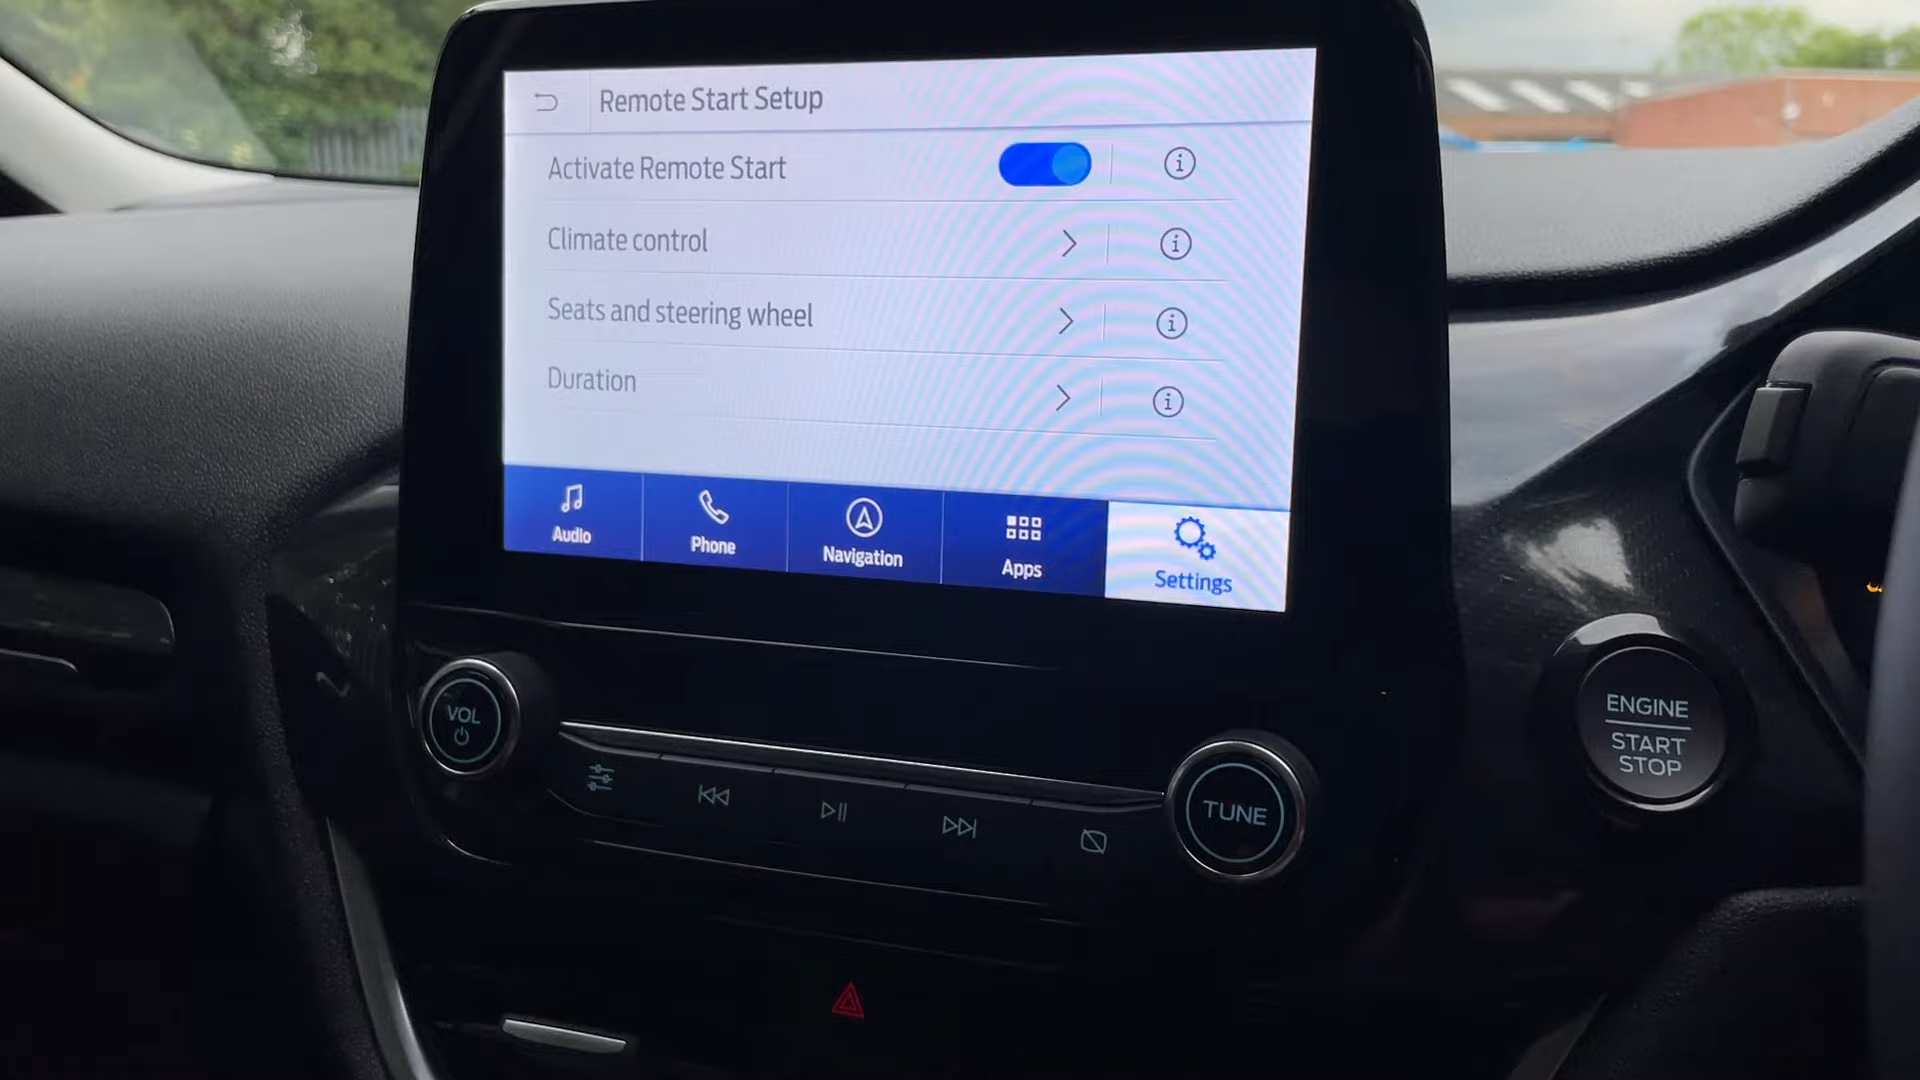 Remote Start Setup
Activate Remote Start
Climate control
Seats and steering wheel
Duration
Audio
Phone
Navigation
Apps
Settings
VOL
TUNE
ENGINE
START
STOP